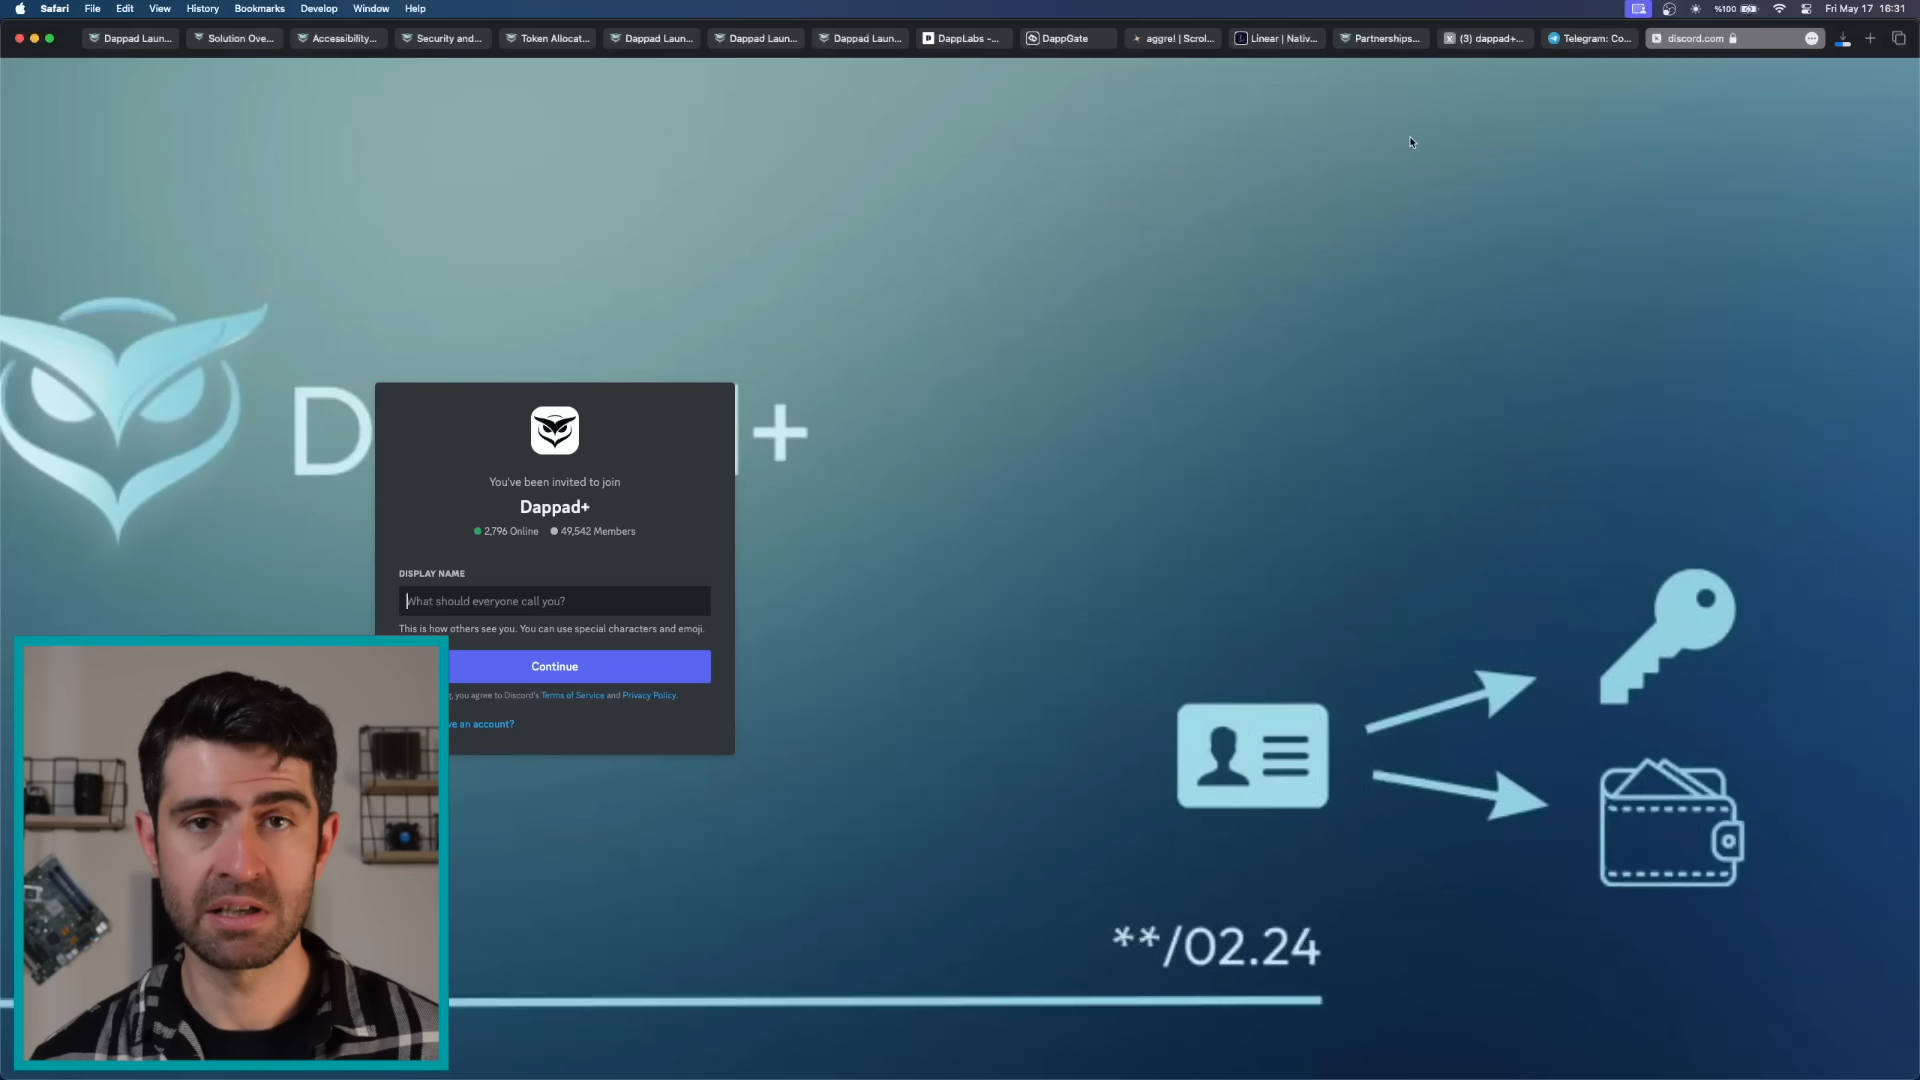 Safari File Edit View History Bookmarks Develop Window Help
%100 Fri May 17 16:31
Dappad Laun... Solution Ove... Accessibility... Security and... Token Allocat... Dappad Laun... Dappad Laun... Dappad Laun... DappLabs -... DappGate aggre! | Scrol... Linear | Nativ... Partnerships... (3) dappad+... Telegram: Co... discord.com
D +
You've been invited to join
Dappad+
2,796 Online 49,542 Members
DISPLAY NAME
What should everyone call you?
This is how others see you. You can use special characters and emoji.
Continue
, you agree to Discord's Terms of Service and Privacy Policy.
ve an account?
**/02.24